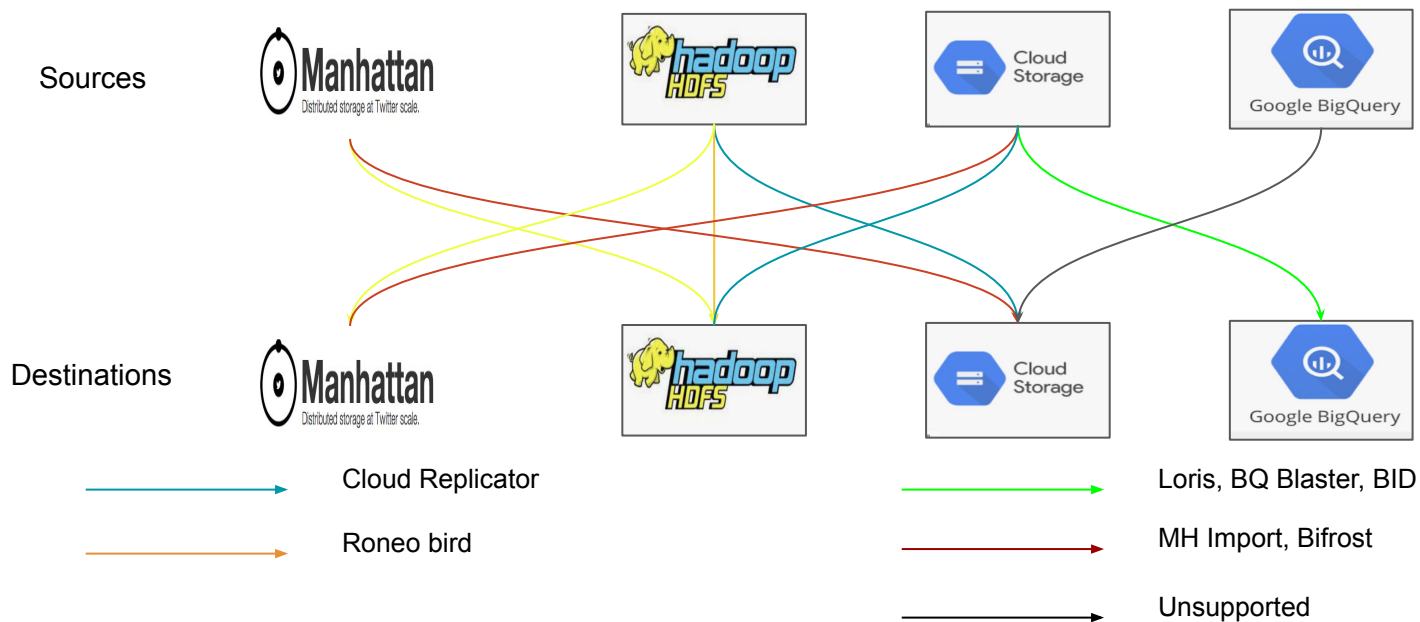 Sources
Manhattan
Distributed storage at Twitter scale.
hadoop
HDFS
Cloud
Storage
Google BigQuery
Destinations
Manhattan
Distributed storage at Twitter scale.
hadoop
HDFS
Cloud
Storage
Google BigQuery
Cloud Replicator
Loris, BQ Blaster, BID
Roneo bird
MH Import, Bifrost
Unsupported